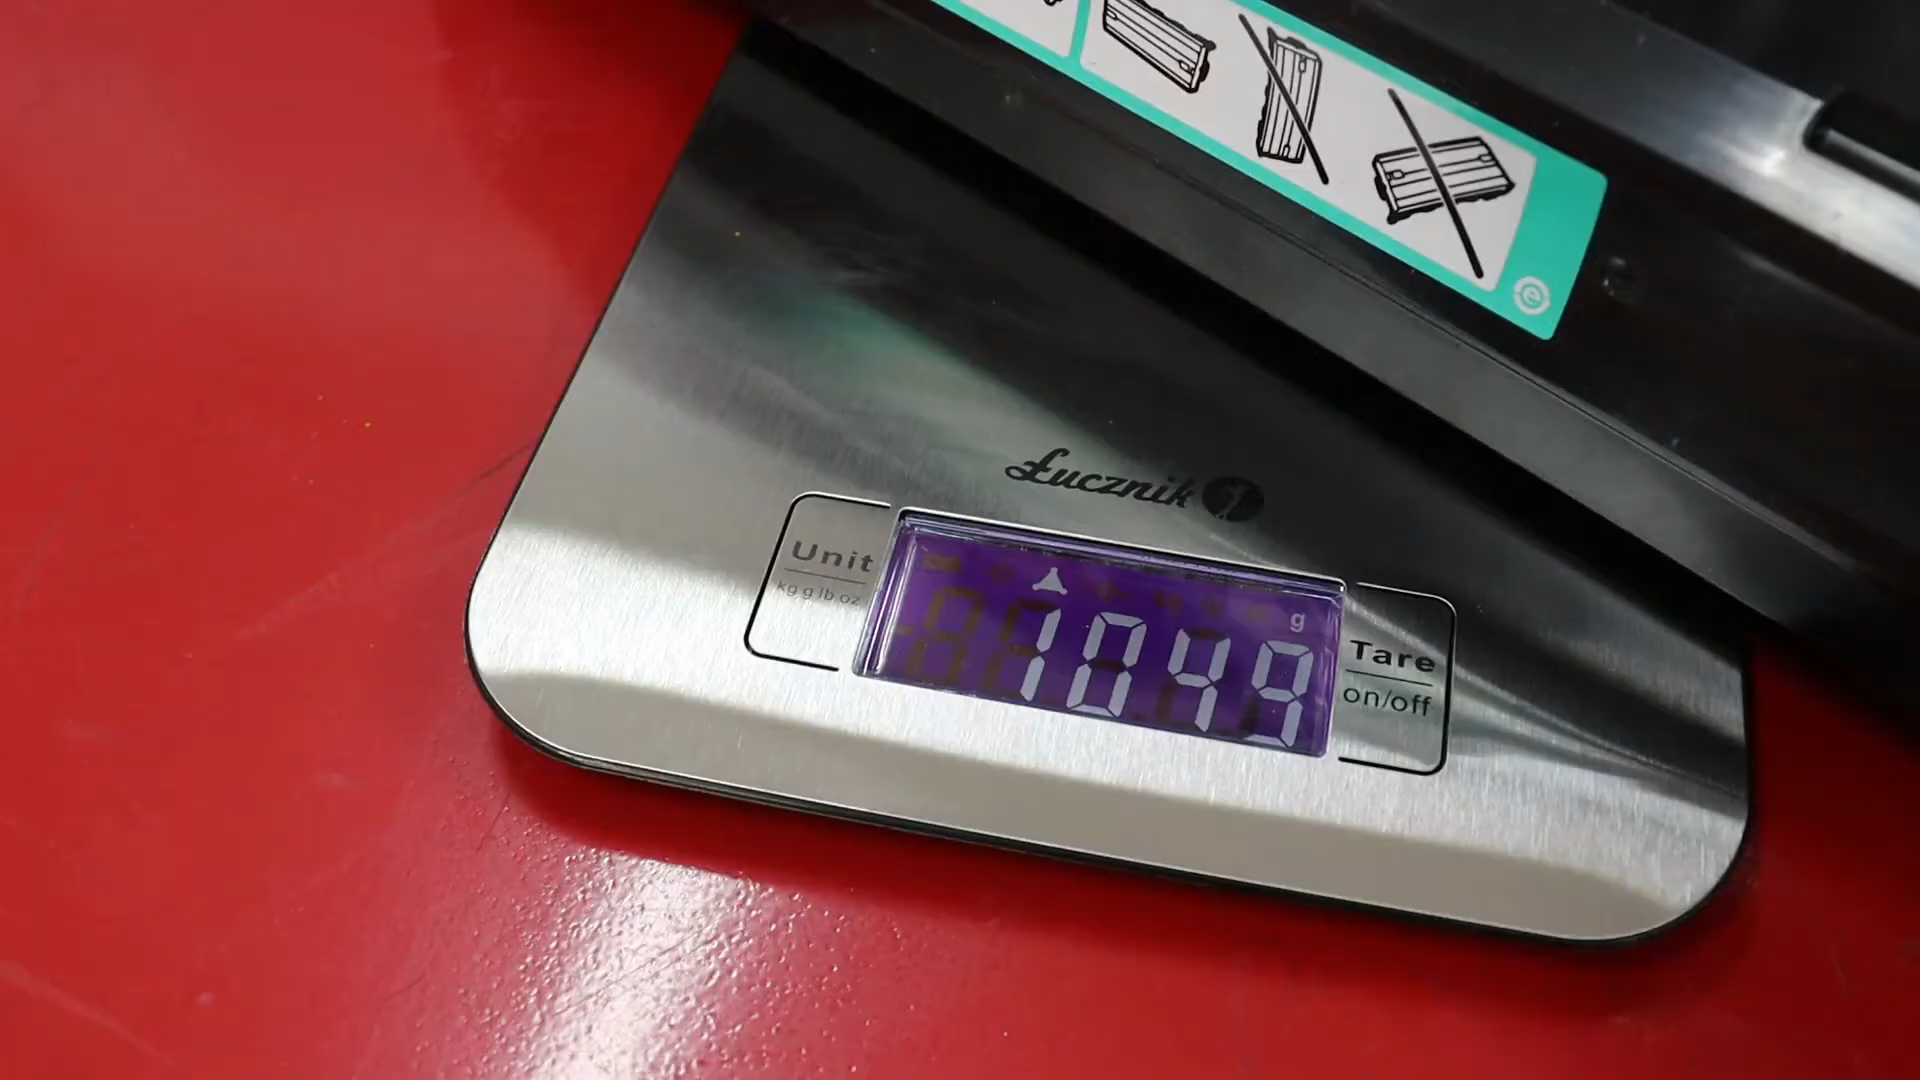 Łucznik
Unit
kg g lb oz
g
1049
Tare
on/off